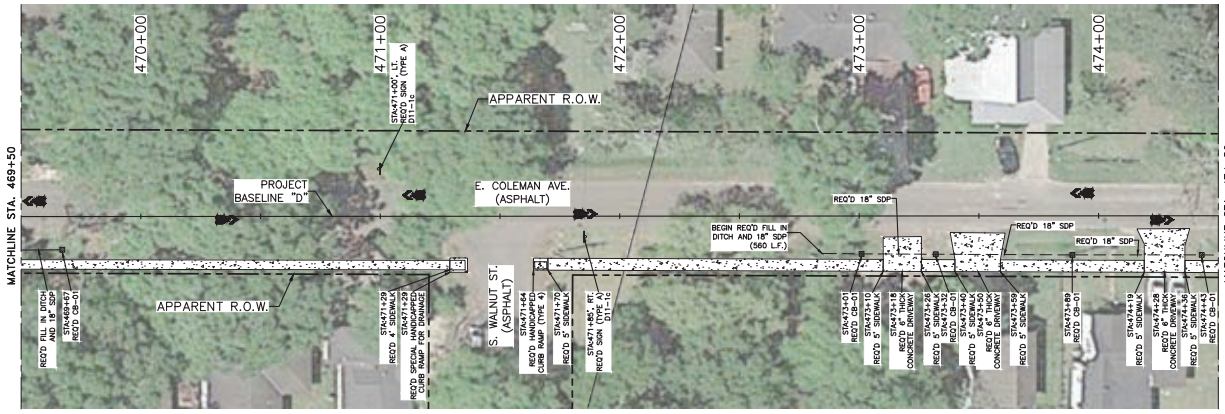 470+00
471+00
472+00
473+00
474+00
STA:471+00', LT.
REQ'D SIGN (TYPE A)
D11-1c
APPARENT R.O.W.
MATCHLINE STA. 469+50
PROJECT
BASELINE "D"
E. COLEMAN AVE.
(ASPHALT)
REQ'D 18" SDP
BEGIN REQ'D FILL IN
DITCH AND 18" SDP
(560 L.F.)
REQ'D 18" SDP
REQ'D 18" SDP
APPARENT R.O.W.
REQ'D FILL IN DITCH
AND 18" SDP
STA:469+67
REQ'D CB-01
STA:471+29
REQ'D 4' SIDEWALK
STA:471+29
REQ'D SPECIAL HANDICAPPED
CURB RAMP FOR DRAINAGE
S. WALNUT ST.
(ASPHALT)
STA:471+64
REQ'D HANDICAPPED
CURB RAMP (TYPE 4)
STA:471+70
REQ'D 5' SIDEWALK
STA:471+85', RT.
REQ'D SIGN (TYPE A)
D11-1c
STA:473+01
REQ'D CB-01
STA:473+10
REQ'D 5' SIDEWALK
STA:473+18
REQ'D 6" THICK
CONCRETE DRIVEWAY
STA:473+26
REQ'D 5' SIDEWALK
STA:473+32
REQ'D CB-01
STA:473+40
REQ'D 5' SIDEWALK
STA:473+50
REQ'D 6" THICK
CONCRETE DRIVEWAY
STA:473+59
REQ'D 5' SIDEWALK
STA:473+89
REQ'D CB-01
STA:474+19
REQ'D 5' SIDEWALK
STA:474+28
REQ'D 6" THICK
CONCRETE DRIVEWAY
STA:474+36
REQ'D 5' SIDEWALK
STA:474+43
REQ'D CB-01